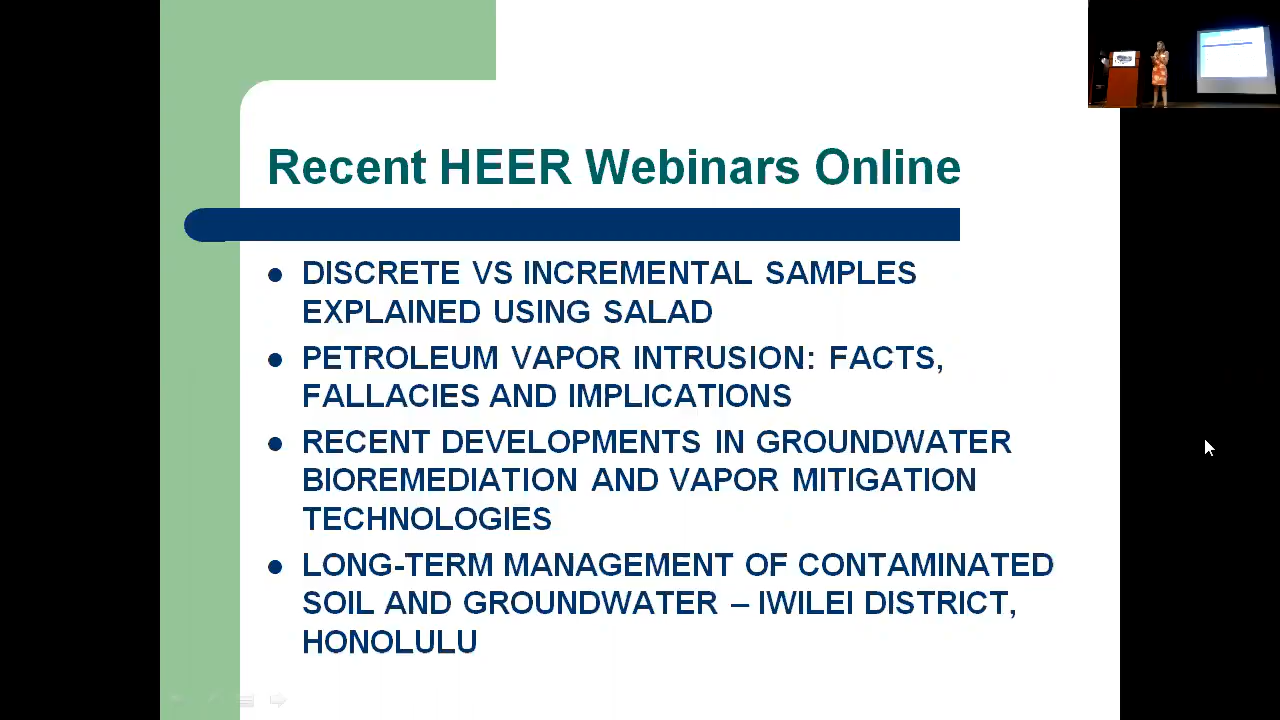 Recent HEER Webinars Online
DISCRETE VS INCREMENTAL SAMPLES
EXPLAINED USING SALAD
PETROLEUM VAPOR INTRUSION: FACTS,
FALLACIES AND IMPLICATIONS
RECENT DEVELOPMENTS IN GROUNDWATER
BIOREMEDIATION AND VAPOR MITIGATION
TECHNOLOGIES
LONG-TERM MANAGEMENT OF CONTAMINATED
SOIL AND GROUNDWATER – IWILEI DISTRICT,
HONOLULU